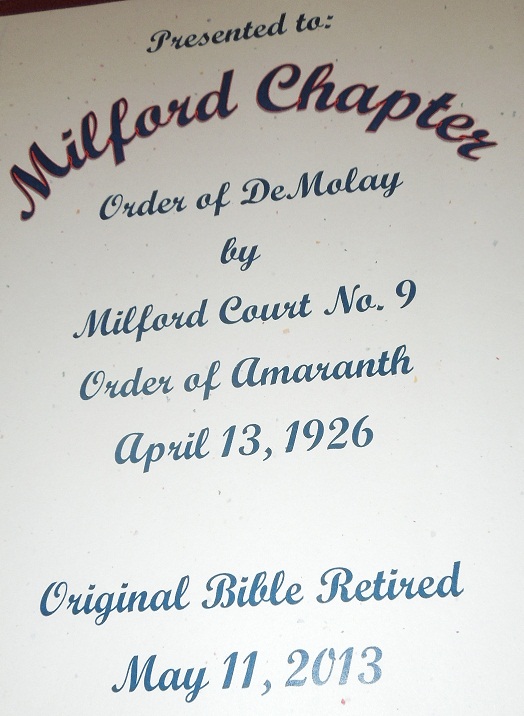 Presented to:
Milford Chapter
Order of DeMolay
by
Milford Court No. 9
Order of Amaranth
April 13, 1926
Original Bible Retired
May 11, 2013